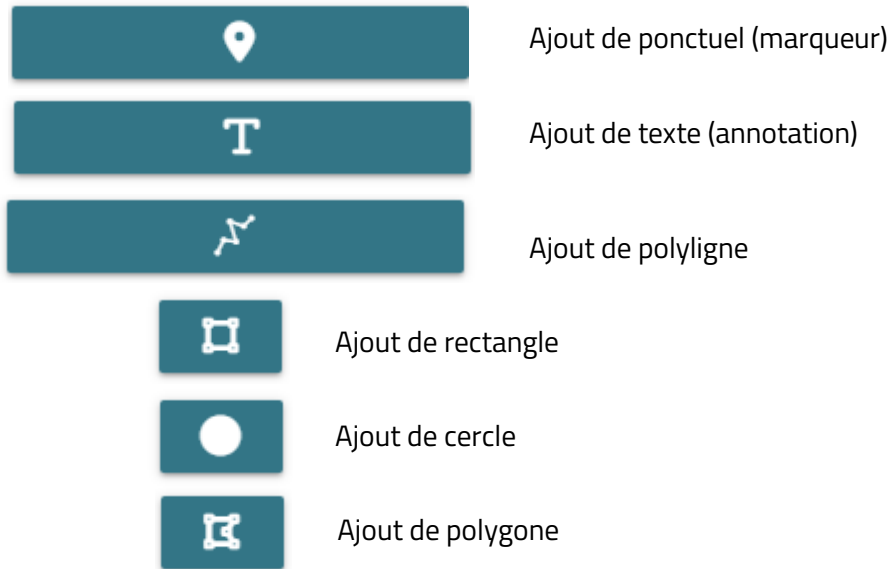 Ajout de ponctuel (marqueur)
Ajout de texte (annotation)
Ajout de polyligne
Ajout de rectangle
Ajout de cercle
Ajout de polygone